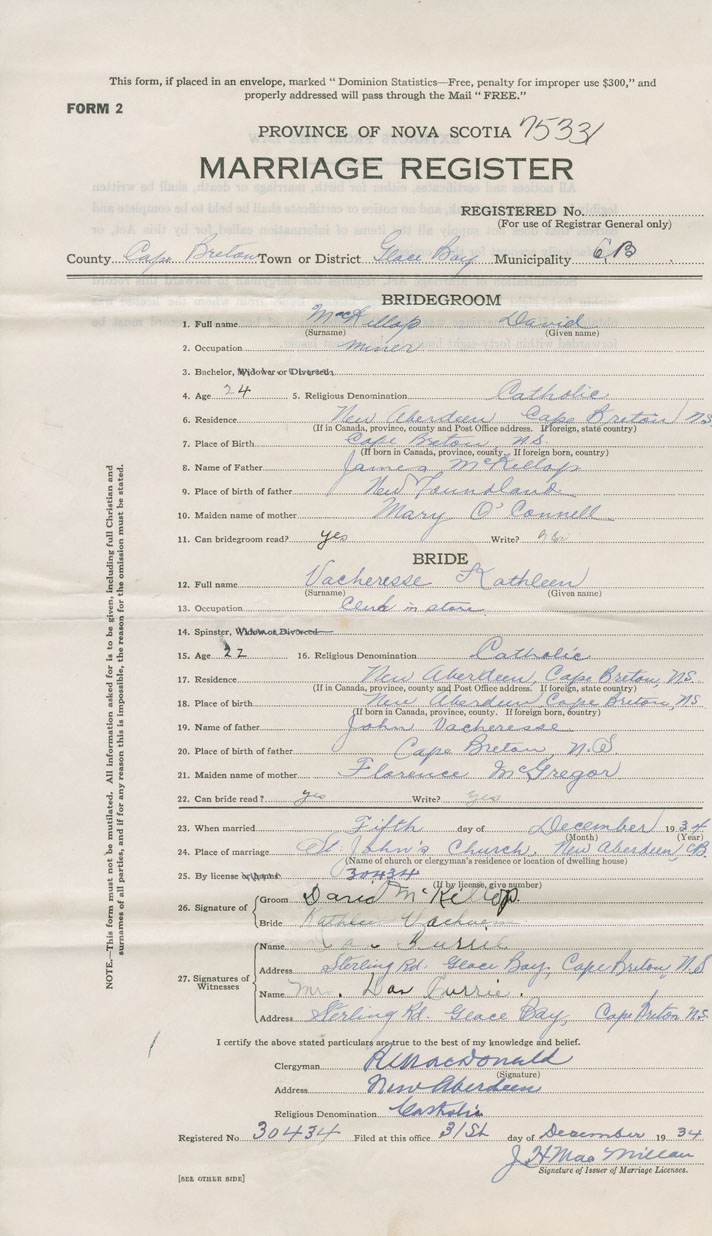 This form, if placed in an envelope, marked " Dominion Statistics—Free, penalty for improper use $300," and
properly addressed will pass through the Mail " FREE."
FORM 2
PROVINCE OF NOVA SCOTIA 7533
MARRIAGE REGISTER
REGISTERED No.
(For use of Registrar General only)
County Cape Breton Town or District Glace Bay Municipality C.B
BRIDEGROOM
1. Full name McKillop David
(Surname) (Given name)
2. Occupation miner
3. Bachelor, Widower or Divorced
4. Age 24 5. Religious Denomination Catholic
6. Residence New Aberdeen Cape Breton NS
(If in Canada, province, county and Post Office address. If foreign, state country)
7. Place of Birth Cape Breton NS.
(If born in Canada, province, county. If foreign born, country)
8. Name of Father James McKillop
9. Place of birth of father New Foundland
10. Maiden name of mother Mary O'Connell
11. Can bridegroom read? yes Write?
BRIDE
12. Full name Vacheresse Kathleen
(Surname) (Given name)
13. Occupation Clerk in store
14. Spinster, Widow or Divorced
15. Age 22 16. Religious Denomination Catholic
17. Residence New Aberdeen, Cape Breton, N.S.
(If in Canada, province, county and Post Office address. If foreign, state country)
18. Place of birth New Aberdeen Cape Breton, NS
(If born in Canada, province, county. If foreign born, country)
19. Name of father John Vacheresse
20. Place of birth of father Cape Breton, N.S.
21. Maiden name of mother Florence McGregor
22. Can bride read? yes Write? yes
23. When married Fifth day of December 1934
(Month) (Year)
24. Place of marriage St John's Church, New Aberdeen, CB
(Name of church or clergyman's residence or location of dwelling house)
25. By license or banns 30434
(If by license, give number)
26. Signature of Groom David McKillop
Bride Kathleen
27. Signatures of Witnesses
Name Currie
Address Sterling Rd. Glace Bay, Cape Breton N.S
Name Mrs. Dan Currie.
Address Sterling Rd. Glace Bay, Cape Breton NS.
I certify the above stated particulars are true to the best of my knowledge and belief.
Clergyman MacDonald
(Signature)
Address New Aberdeen
Religious Denomination Catholic
Registered No 30434 Filed at this office 31st day of December 1934
J H MacMillan
Signature of Issuer of Marriage Licenses.
[SEE OTHER SIDE]
NOTE.—This form must not be mutilated. All information asked for is to be given, including full Christian and
surnames of all parties, and if for any reason this is impossible, the reason for the omission must be stated.